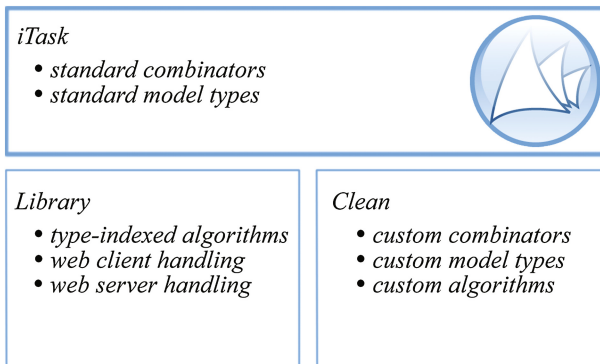 iTask
• standard combinators
• standard model types
Library
• type-indexed algorithms
• web client handling
• web server handling
Clean
• custom combinators
• custom model types
• custom algorithms